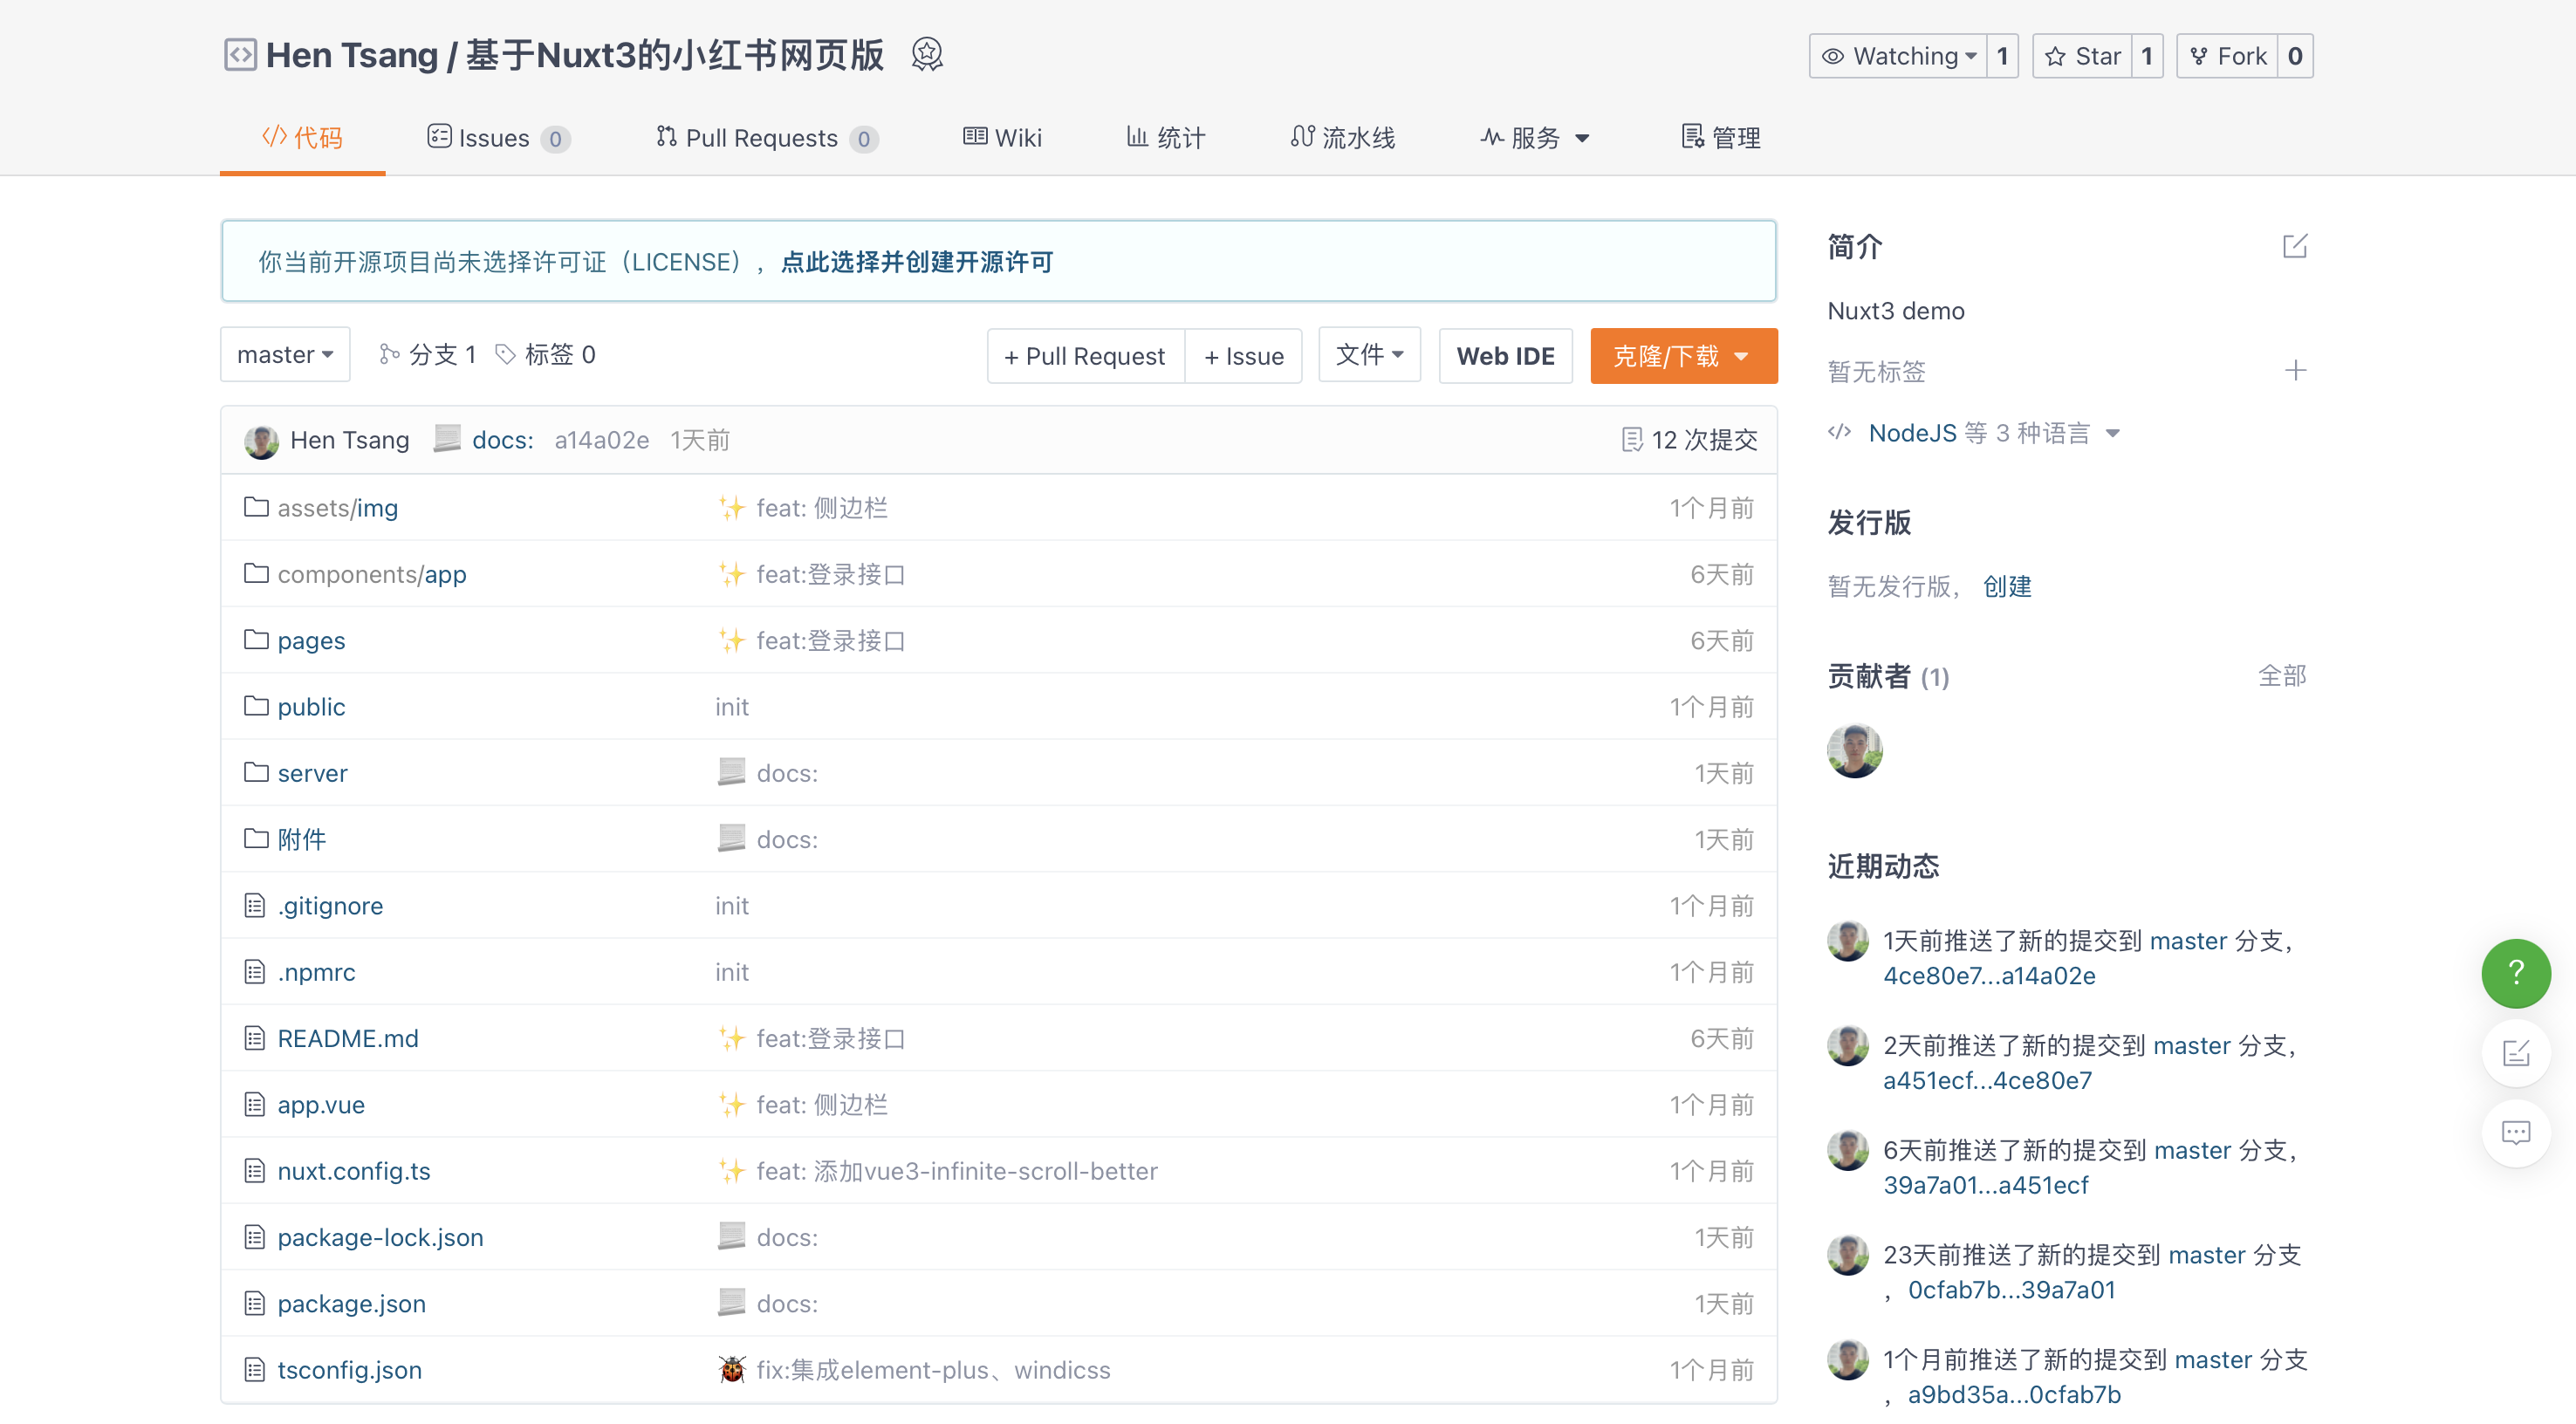 Hen Tsang / 基于Nuxt3的小红书网页版
Watching 1 Star 1 Fork 0
代码 Issues 0 Pull Requests 0 Wiki 统计 流水线 服务 管理
你当前开源项目尚未选择许可证（LICENSE），点此选择并创建开源许可
master 分支 1 标签 0 + Pull Request + Issue 文件 Web IDE 克隆/下载
Hen Tsang docs: a14a02e 1天前 12 次提交
assets/img feat: 侧边栏 1个月前
components/app feat:登录接口 6天前
pages feat:登录接口 6天前
public init 1个月前
server docs: 1天前
附件 docs: 1天前
.gitignore init 1个月前
.npmrc init 1个月前
README.md feat:登录接口 6天前
app.vue feat: 侧边栏 1个月前
nuxt.config.ts feat: 添加vue3-infinite-scroll-better 1个月前
package-lock.json docs: 1天前
package.json docs: 1天前
tsconfig.json fix:集成element-plus、windicss 1个月前
简介
Nuxt3 demo
暂无标签
NodeJS 等 3 种语言
发行版
暂无发行版， 创建
贡献者 (1) 全部
近期动态
1天前推送了新的提交到 master 分支，
4ce80e7...a14a02e
2天前推送了新的提交到 master 分支，
a451ecf...4ce80e7
6天前推送了新的提交到 master 分支，
39a7a01...a451ecf
23天前推送了新的提交到 master 分支
，0cfab7b...39a7a01
1个月前推送了新的提交到 master 分支
，a9bd35a...0cfab7b
?